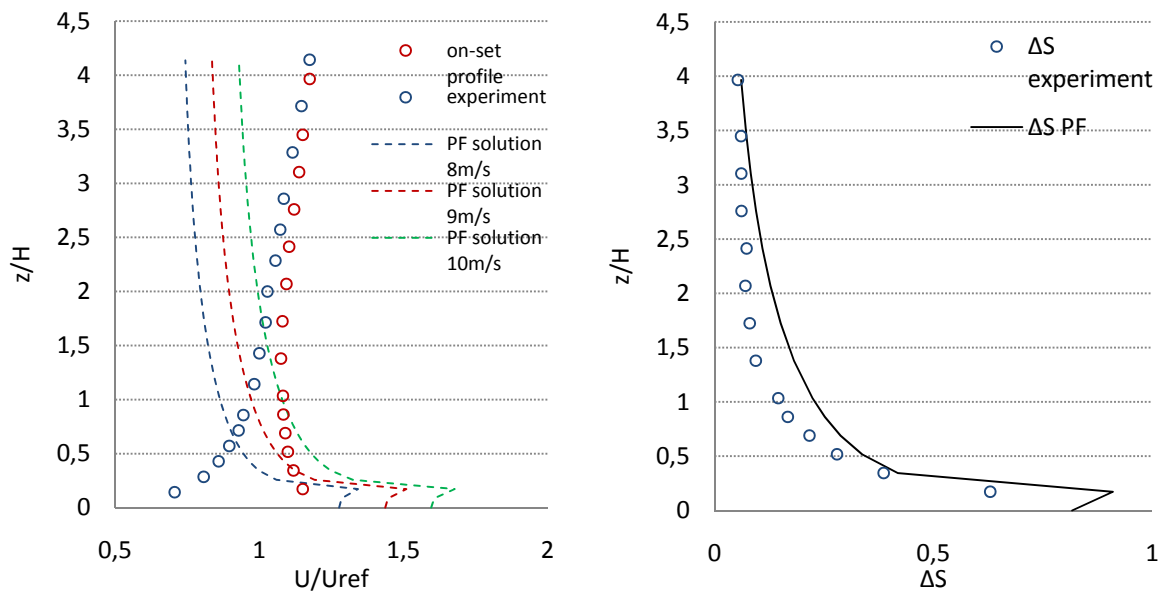 4,5
4
3,5
3
2,5
2
1,5
1
0,5
0
z/H
0,5
1
1,5
2
U/Uref
on-set
profile
experiment
PF solution
8m/s
PF solution
9m/s
PF solution
10m/s
4,5
4
3,5
3
2,5
2
1,5
1
0,5
0
z/H
0
0,5
1
ΔS
ΔS
experiment
ΔS PF